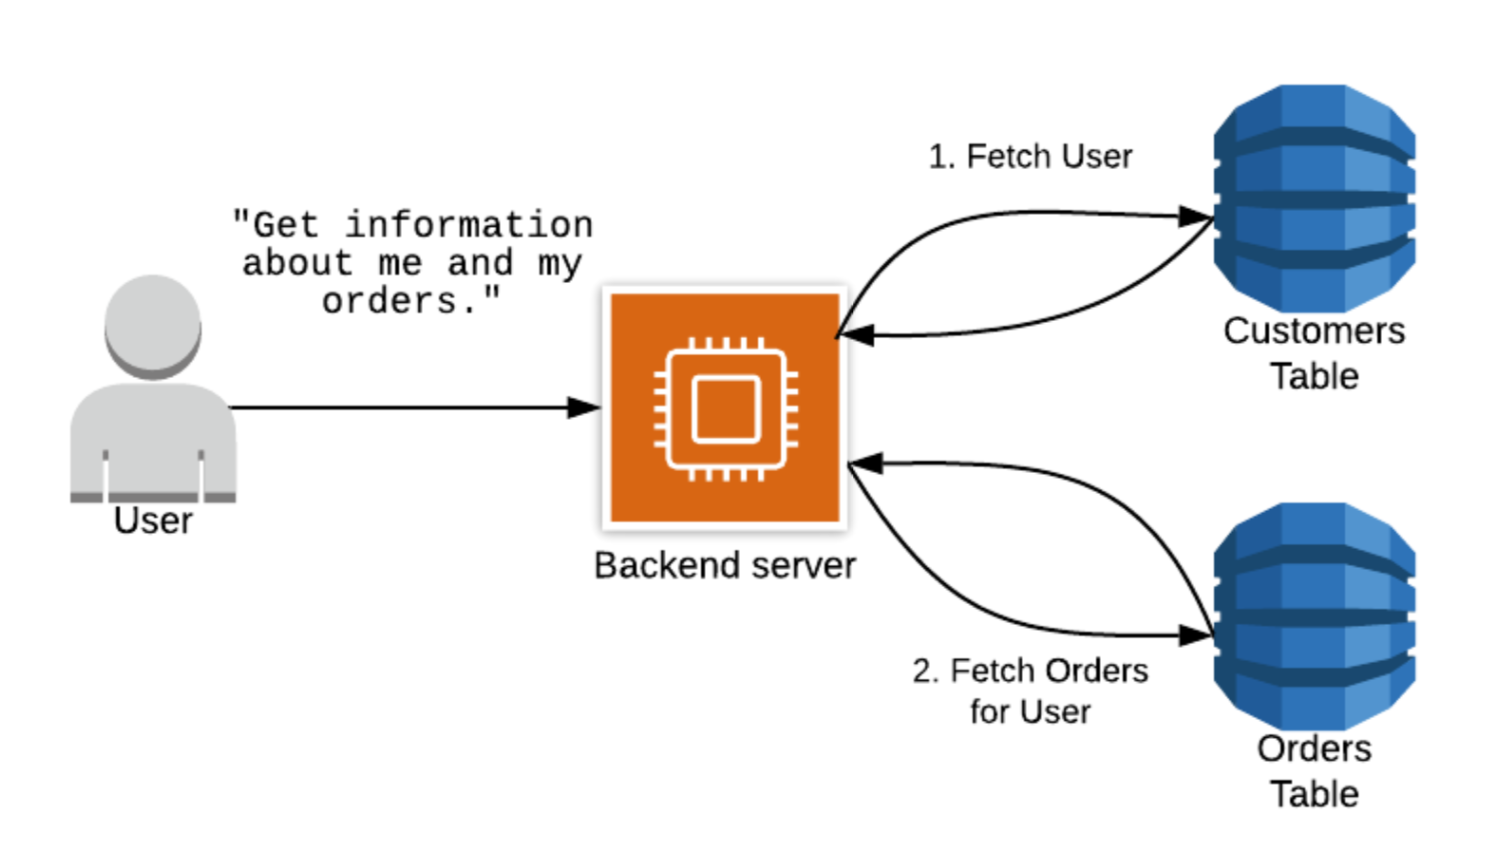 "Get information
about me and my
orders."
User
Backend server
1. Fetch User
Customers
Table
2. Fetch Orders
for User
Orders
Table